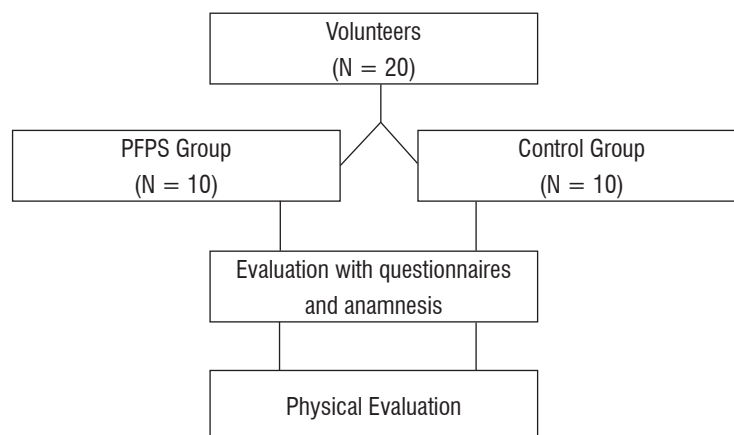 Volunteers
(N = 20)
PFPS Group
(N = 10)
Control Group
(N = 10)
Evaluation with questionnaires
and anamnesis
Physical Evaluation